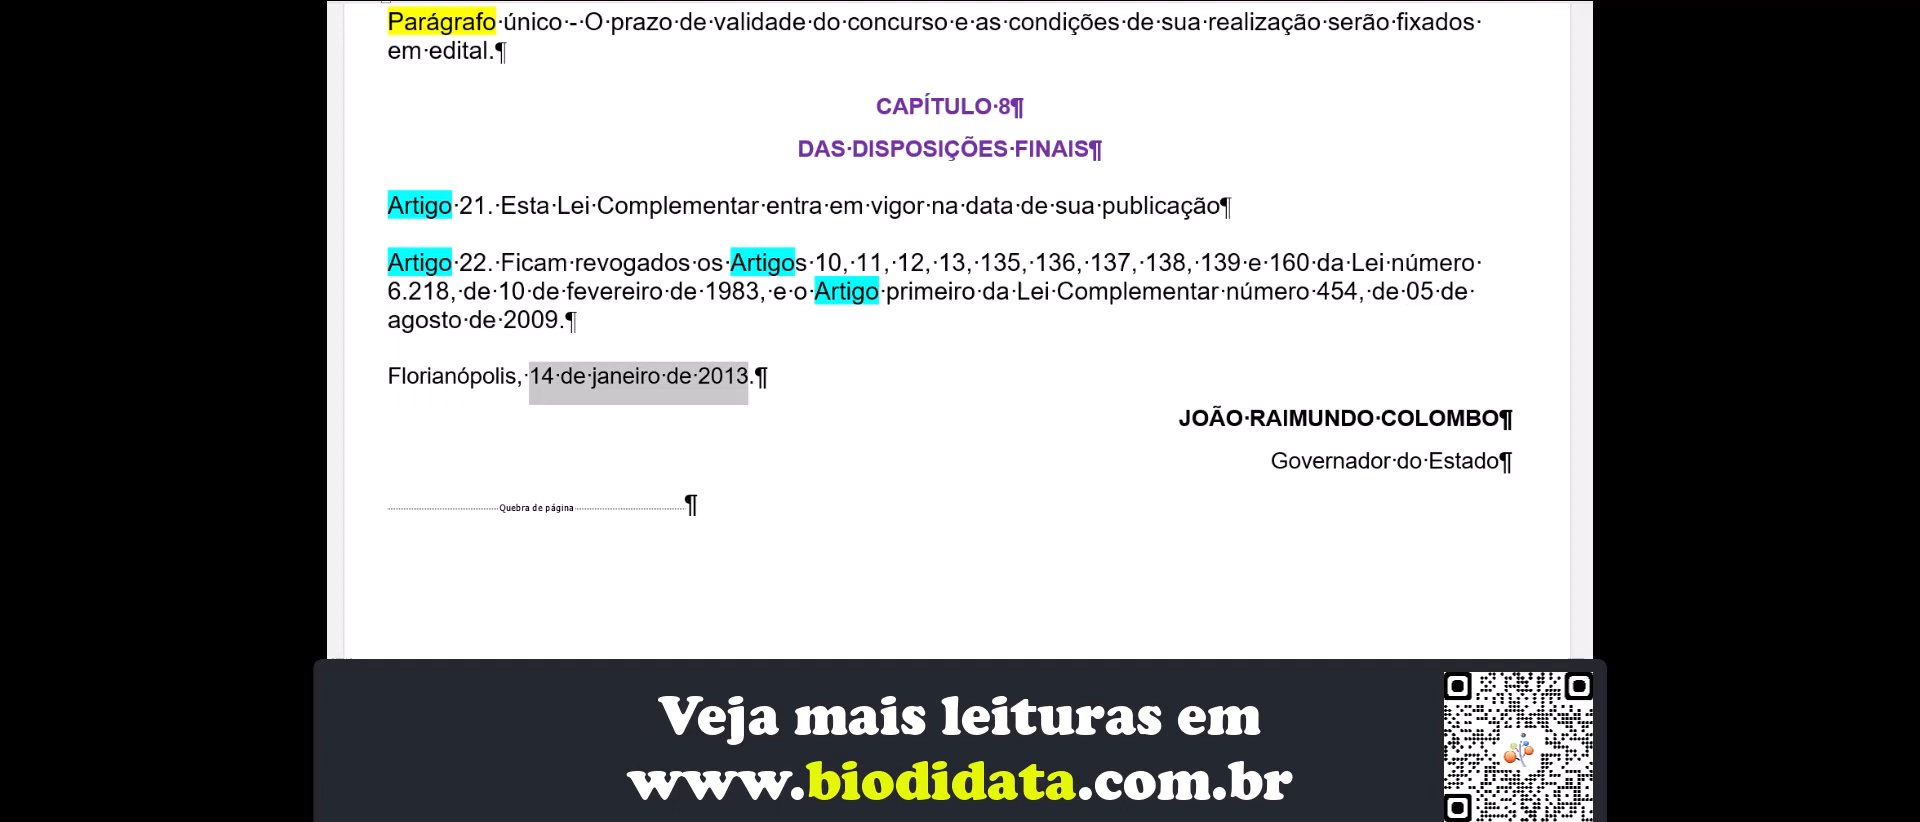 Parágrafo único - O prazo de validade do concurso e as condições de sua realização serão fixados
em edital.¶
CAPÍTULO 8¶
DAS DISPOSIÇÕES FINAIS¶
Artigo 21. Esta Lei Complementar entra em vigor na data de sua publicação¶
Artigo 22. Ficam revogados os Artigos 10, 11, 12, 13, 135, 136, 137, 138, 139 e 160 da Lei número
6.218, de 10 de fevereiro de 1983, e o Artigo primeiro da Lei Complementar número 454, de 05 de
agosto de 2009.¶
Florianópolis, 14 de janeiro de 2013.¶
JOÃO RAIMUNDO COLOMBO¶
Governador do Estado¶
Quebra de página¶
Veja mais leituras em
www.biodidata.com.br